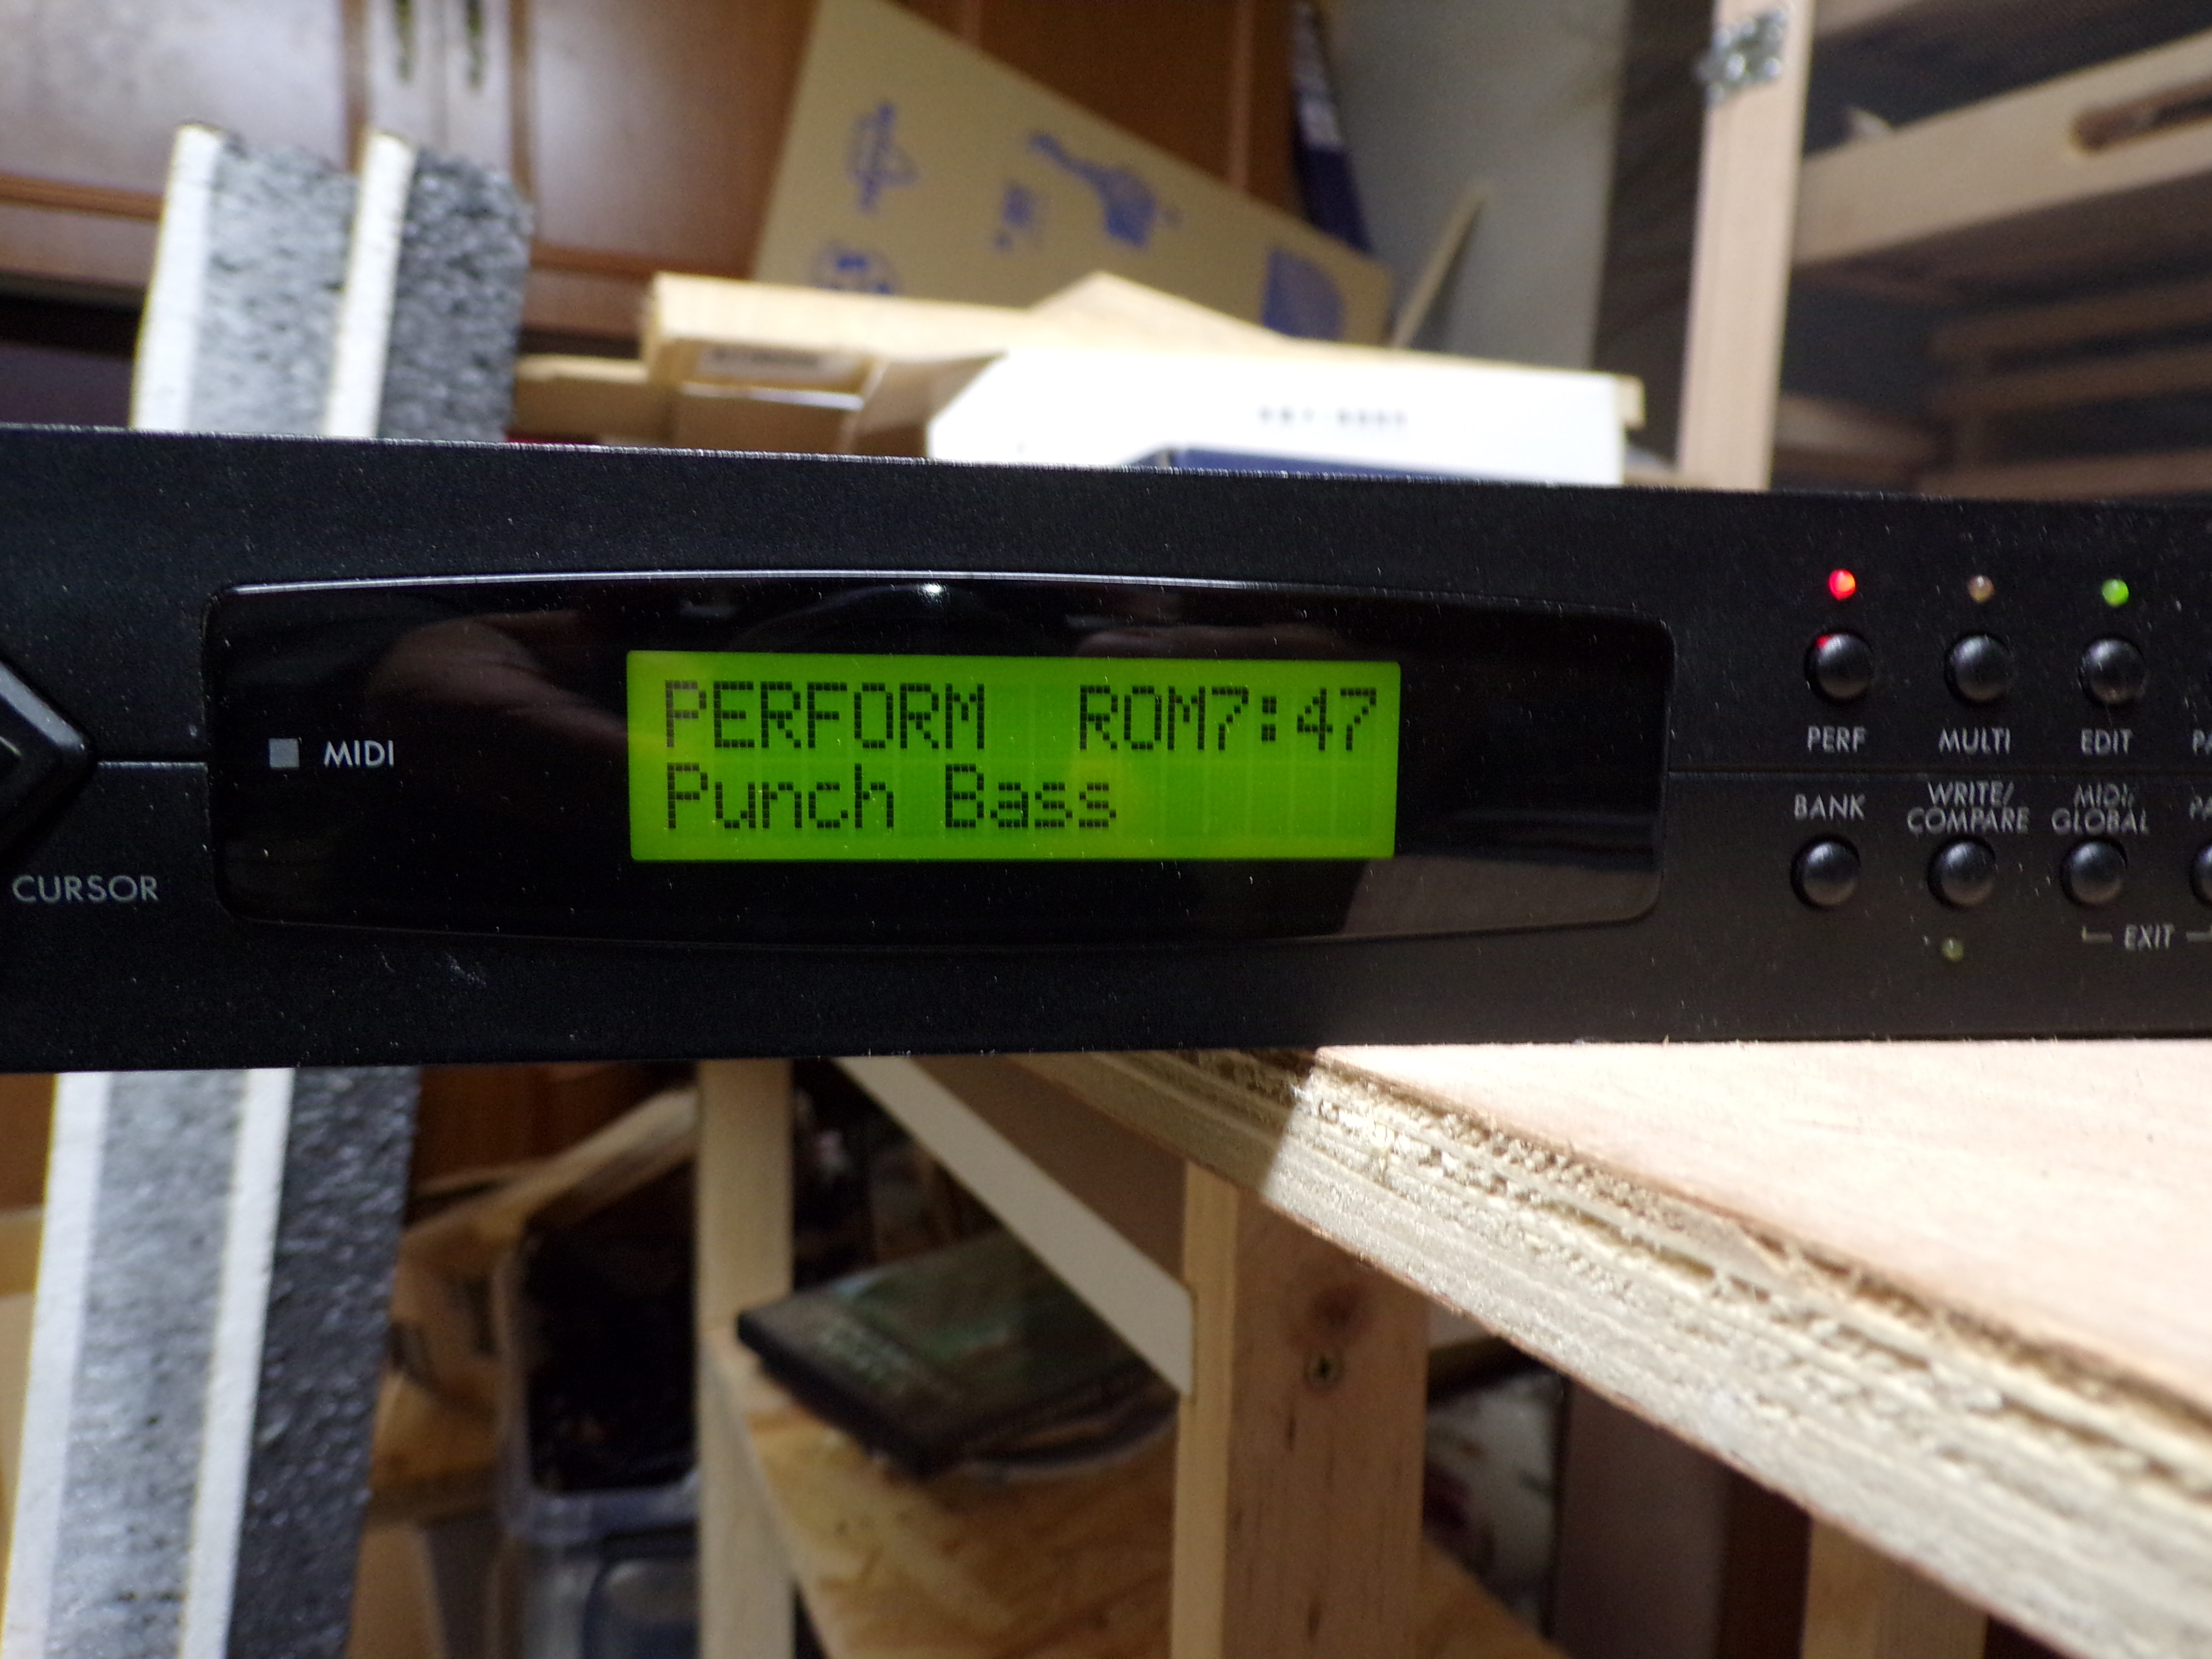 MIDI
CURSOR
PERFORM ROM7:47
Punch Bass
PERF
MULTI
EDIT
BANK
WRITE/
COMPARE
MIDI/
GLOBAL
EXIT